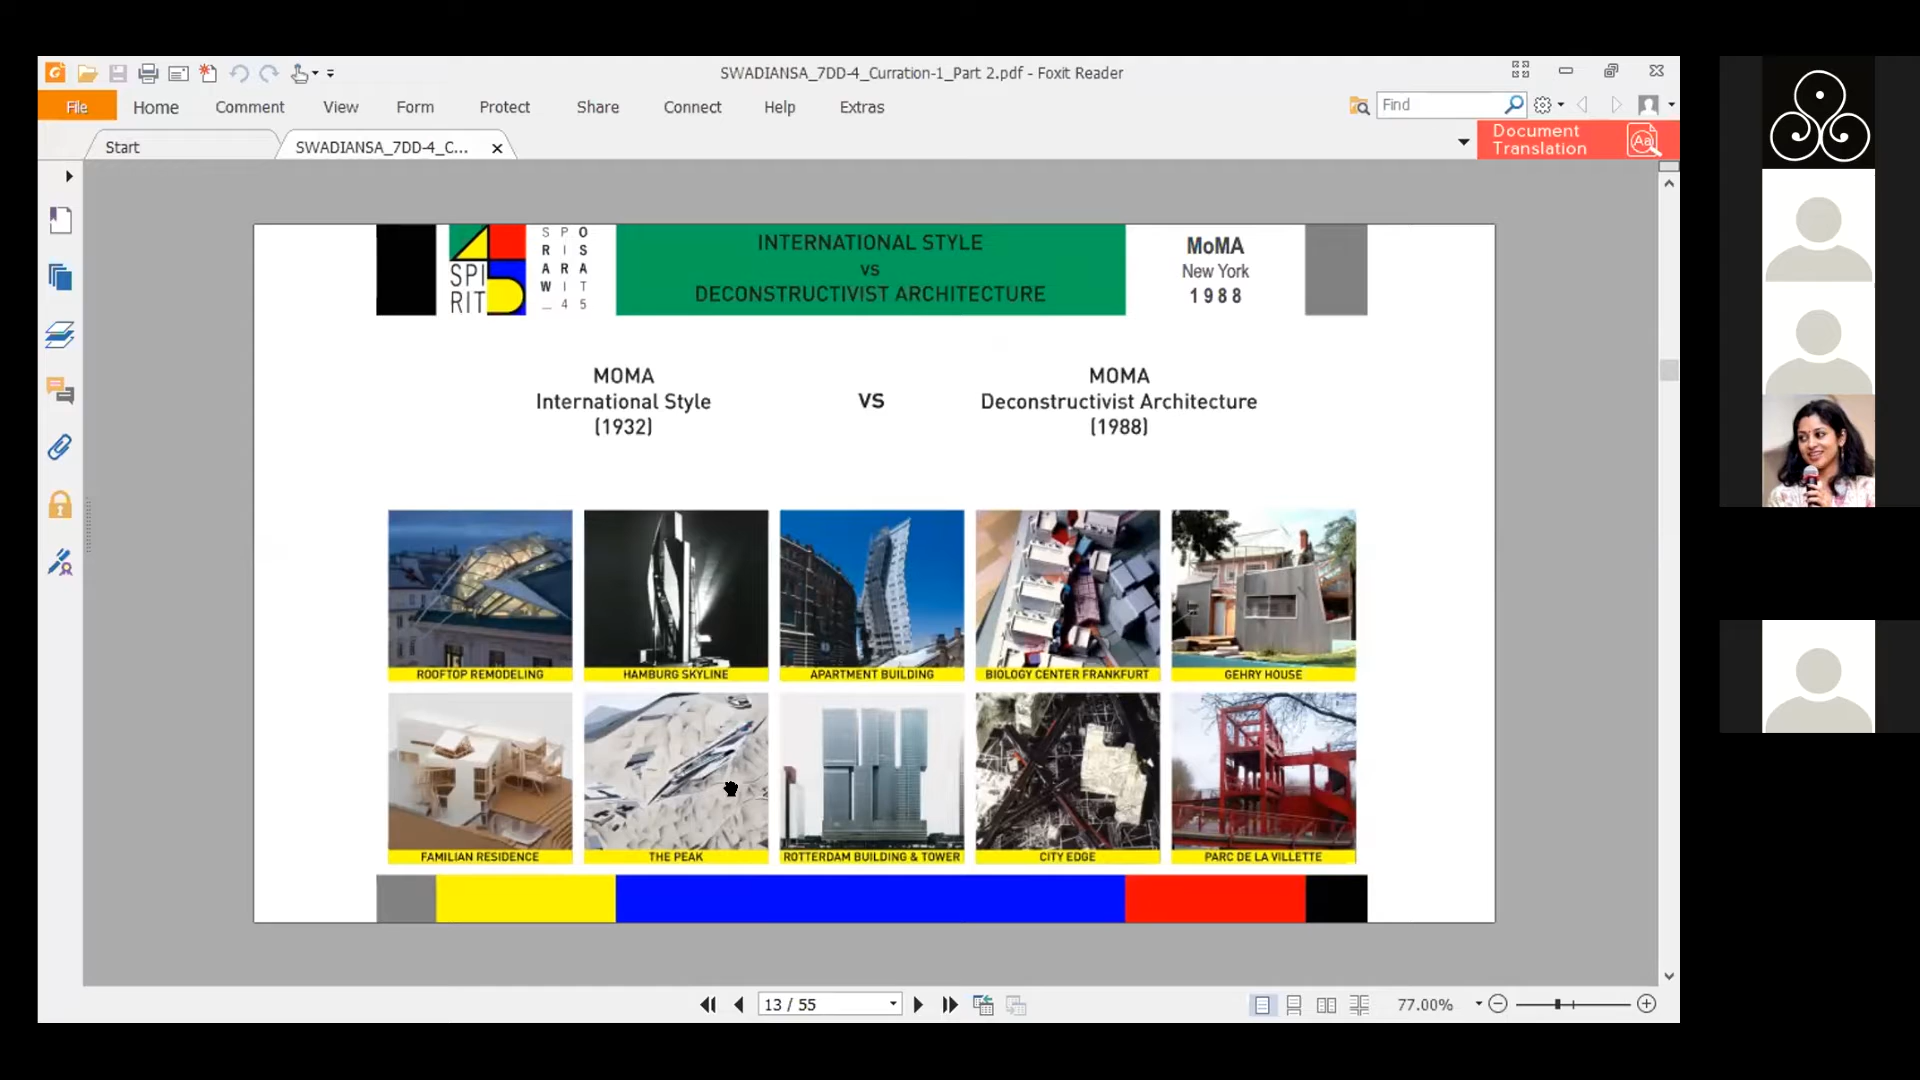 SWADIANSA_7DD-4_Curration-1_Part 2.pdf - Foxit Reader
File Home Comment View Form Protect Share Connect Help Extras
Find
Start
SWADIANSA_7DD-4_C...
Document
Translation
SPI
RIT
S P O
R I S
A R A
W I T
_ 4 5
INTERNATIONAL STYLE
VS
DECONSTRUCTIVIST ARCHITECTURE
MoMA
New York
1988
MOMA
International Style
(1932)
VS
MOMA
Deconstructivist Architecture
(1988)
ROOFTOP REMODELING
HAMBURG SKYLINE
APARTMENT BUILDING
BIOLOGY CENTER FRANKFURT
GEHRY HOUSE
FAMILIAN RESIDENCE
THE PEAK
ROTTERDAM BUILDING & TOWER
CITY EDGE
PARC DE LA VILLETTE
13 / 55
77.00%